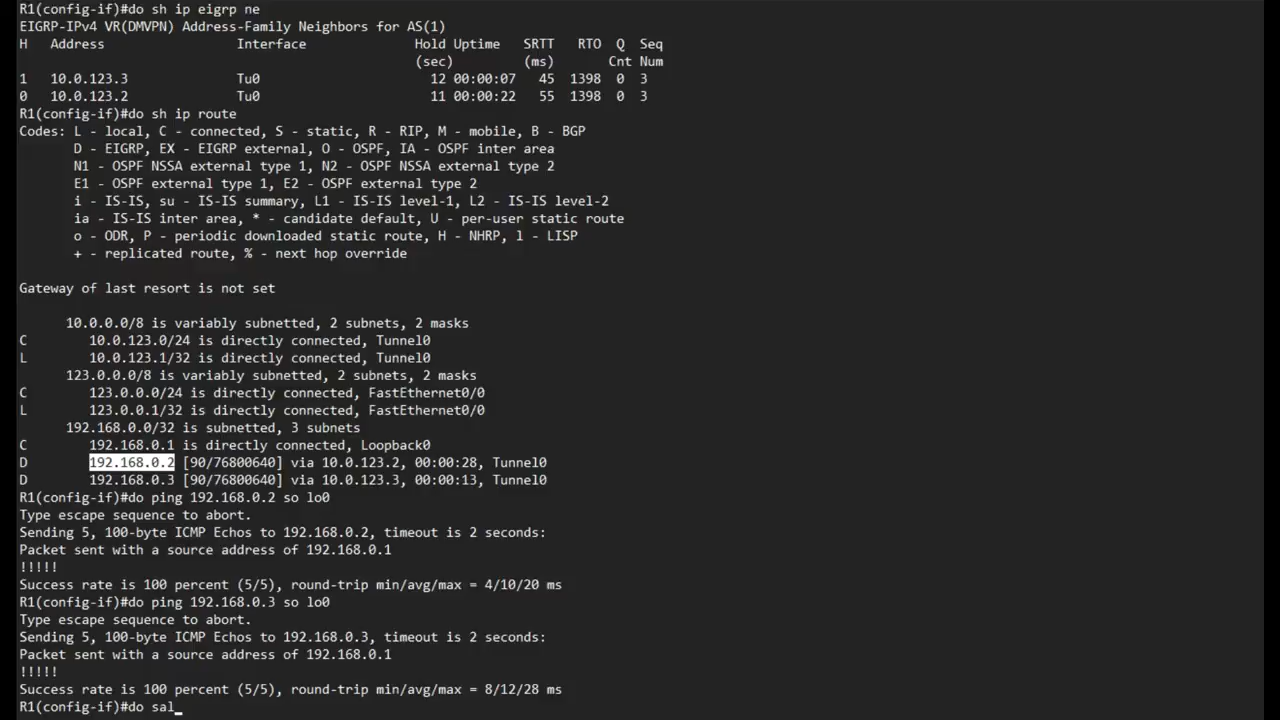 R1(config-if)#do sh ip eigrp ne
EIGRP-IPv4 VR(DMVPN) Address-Family Neighbors for AS(1)
H   Address                 Interface              Hold Uptime   SRTT   RTO  Q  Seq
                                                   (sec)         (ms)       Cnt Num
1   10.0.123.3              Tu0                      12 00:00:07   45  1398  0  3
0   10.0.123.2              Tu0                      11 00:00:22   55  1398  0  3
R1(config-if)#do sh ip route
Codes: L - local, C - connected, S - static, R - RIP, M - mobile, B - BGP
       D - EIGRP, EX - EIGRP external, O - OSPF, IA - OSPF inter area
       N1 - OSPF NSSA external type 1, N2 - OSPF NSSA external type 2
       E1 - OSPF external type 1, E2 - OSPF external type 2
       i - IS-IS, su - IS-IS summary, L1 - IS-IS level-1, L2 - IS-IS level-2
       ia - IS-IS inter area, * - candidate default, U - per-user static route
       o - ODR, P - periodic downloaded static route, H - NHRP, l - LISP
       + - replicated route, % - next hop override
Gateway of last resort is not set
      10.0.0.0/8 is variably subnetted, 2 subnets, 2 masks
C        10.0.123.0/24 is directly connected, Tunnel0
L        10.0.123.1/32 is directly connected, Tunnel0
      123.0.0.0/8 is variably subnetted, 2 subnets, 2 masks
C        123.0.0.0/24 is directly connected, FastEthernet0/0
L        123.0.0.1/32 is directly connected, FastEthernet0/0
      192.168.0.0/32 is subnetted, 3 subnets
C        192.168.0.1 is directly connected, Loopback0
D        192.168.0.2 [90/76800640] via 10.0.123.2, 00:00:28, Tunnel0
D        192.168.0.3 [90/76800640] via 10.0.123.3, 00:00:13, Tunnel0
R1(config-if)#do ping 192.168.0.2 so lo0
Type escape sequence to abort.
Sending 5, 100-byte ICMP Echos to 192.168.0.2, timeout is 2 seconds:
Packet sent with a source address of 192.168.0.1
!!!!!
Success rate is 100 percent (5/5), round-trip min/avg/max = 4/10/20 ms
R1(config-if)#do ping 192.168.0.3 so lo0
Type escape sequence to abort.
Sending 5, 100-byte ICMP Echos to 192.168.0.3, timeout is 2 seconds:
Packet sent with a source address of 192.168.0.1
!!!!!
Success rate is 100 percent (5/5), round-trip min/avg/max = 8/12/28 ms
R1(config-if)#do sal_